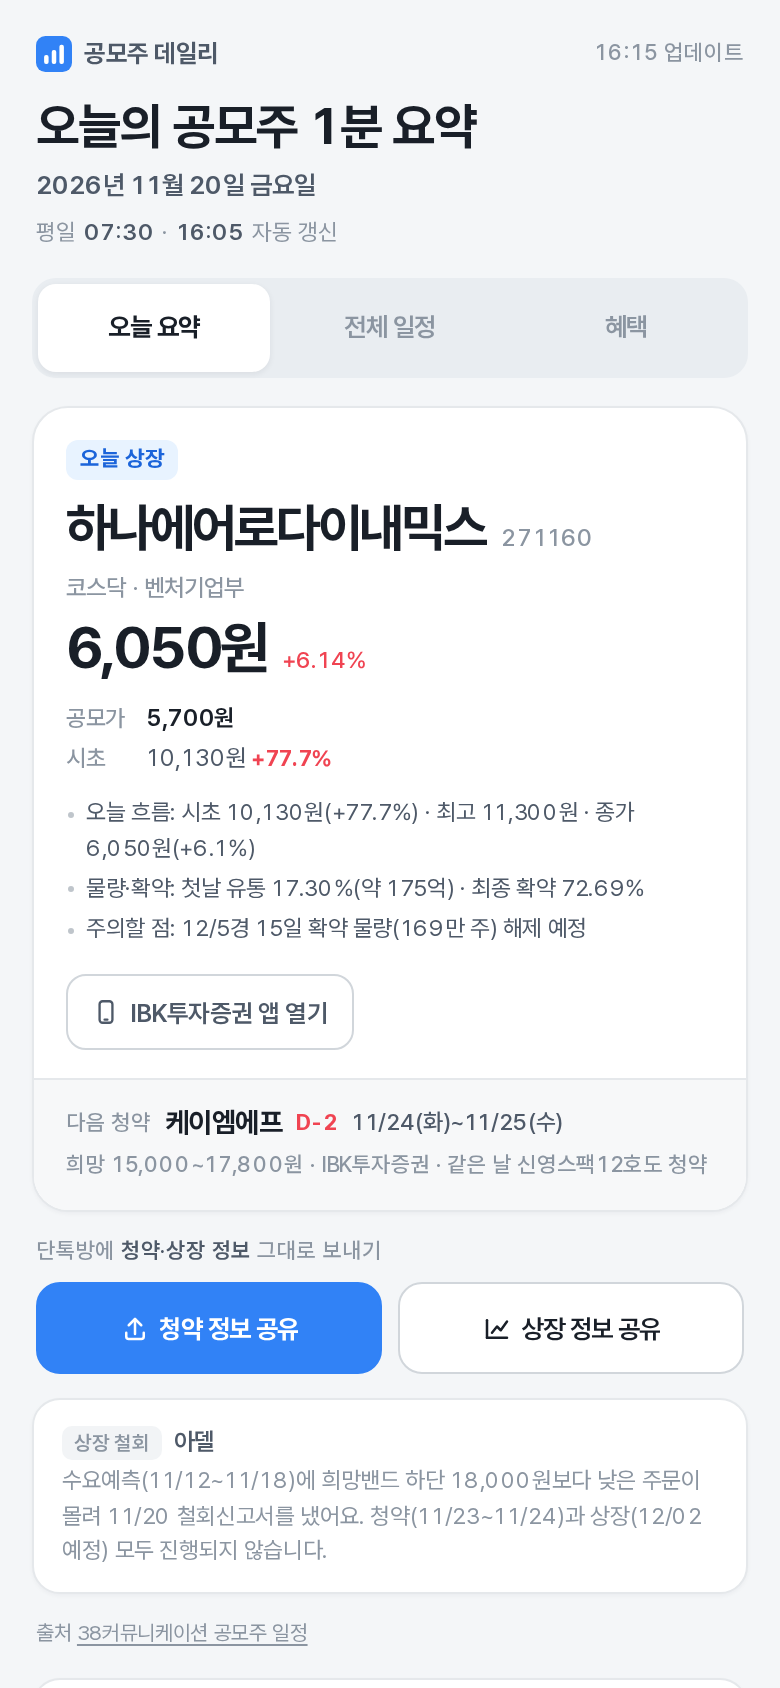 공모주 데일리
16:15 업데이트
오늘의 공모주 1분 요약
2026년 11월 20일 금요일
평일 07:30 · 16:05 자동 갱신
오늘 요약
전체 일정
혜택
오늘 상장
하나에어로다이내믹스 271160
코스닥 · 벤처기업부
6,050원 +6.14%
공모가 5,700원
시초 10,130원 +77.7%
• 오늘 흐름: 시초 10,130원(+77.7%) · 최고 11,300원 · 종가
6,050원(+6.1%)
• 물량·확약: 첫날 유통 17.30%(약 175억) · 최종 확약 72.69%
• 주의할 점: 12/5경 15일 확약 물량(169만 주) 해제 예정
IBK투자증권 앱 열기
다음 청약 케이엠에프 D-2 11/24(화)~11/25(수)
희망 15,000~17,800원 · IBK투자증권 · 같은 날 신영스팩12호도 청약
단톡방에 청약·상장 정보 그대로 보내기
청약 정보 공유
상장 정보 공유
상장 철회 아델
수요예측(11/12~11/18)에 희망밴드 하단 18,000원보다 낮은 주문이
몰려 11/20 철회신고서를 냈어요. 청약(11/23~11/24)과 상장(12/02
예정) 모두 진행되지 않습니다.
출처 38커뮤니케이션 공모주 일정